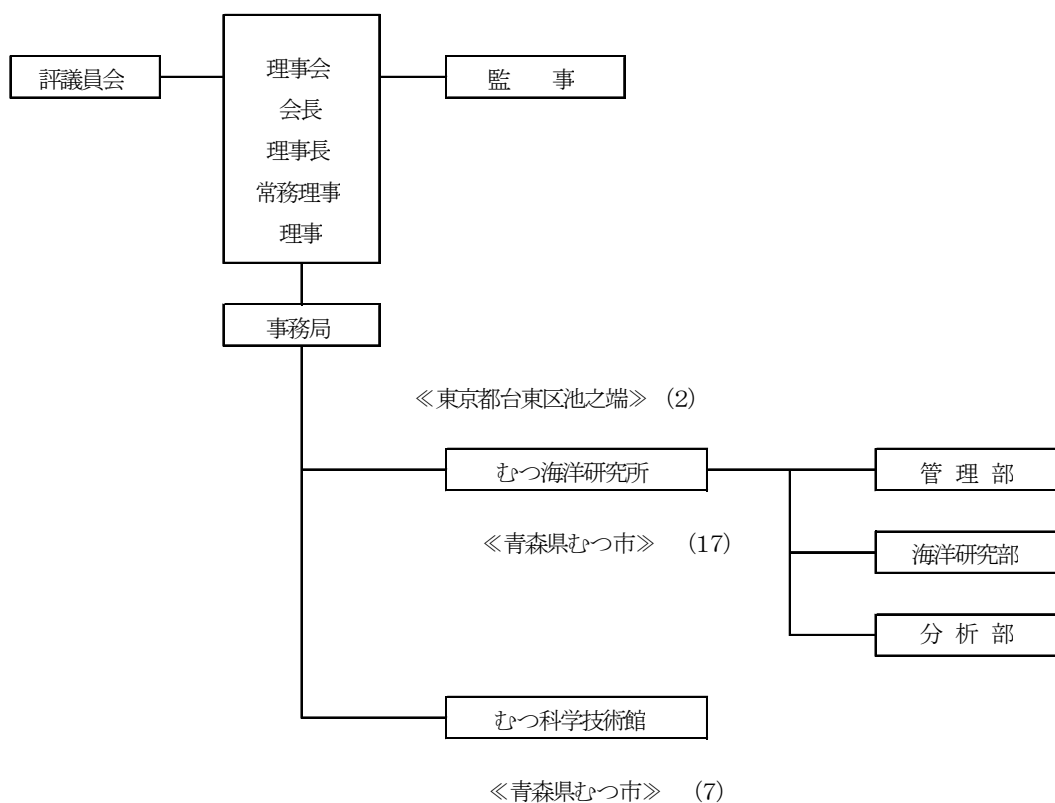 評議員会
理事会
会長
理事長
常務理事
理事
監　　事
事務局
≪東京都台東区池之端≫ (2)
むつ海洋研究所
≪青森県むつ市≫ (17)
管 理 部
海洋研究部
分 析 部
むつ科学技術館
≪青森県むつ市≫ (7)